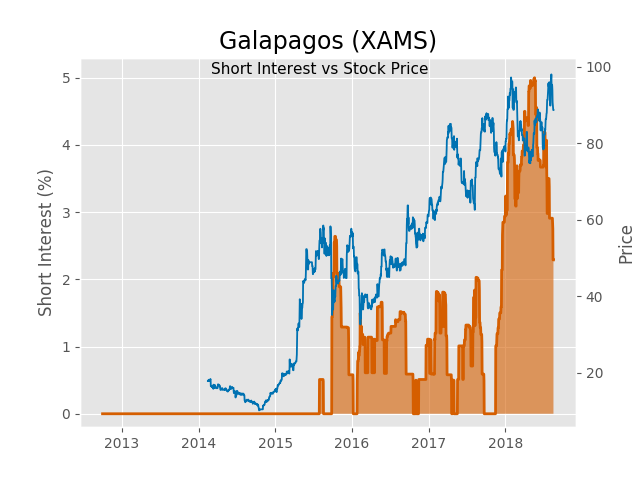 Galapagos (XAMS)
Short Interest vs Stock Price
Short Interest (%)
5
4
3
2
1
0
100
80
60
40
20
Price
2013 2014 2015 2016 2017 2018